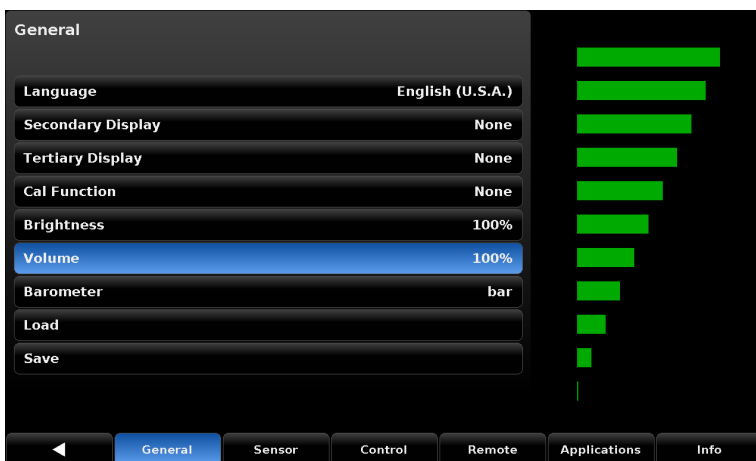 General
Language English (U.S.A.)
Secondary Display None
Tertiary Display None
Cal Function None
Brightness 100%
Volume 100%
Barometer bar
Load
Save
General Sensor Control Remote Applications Info